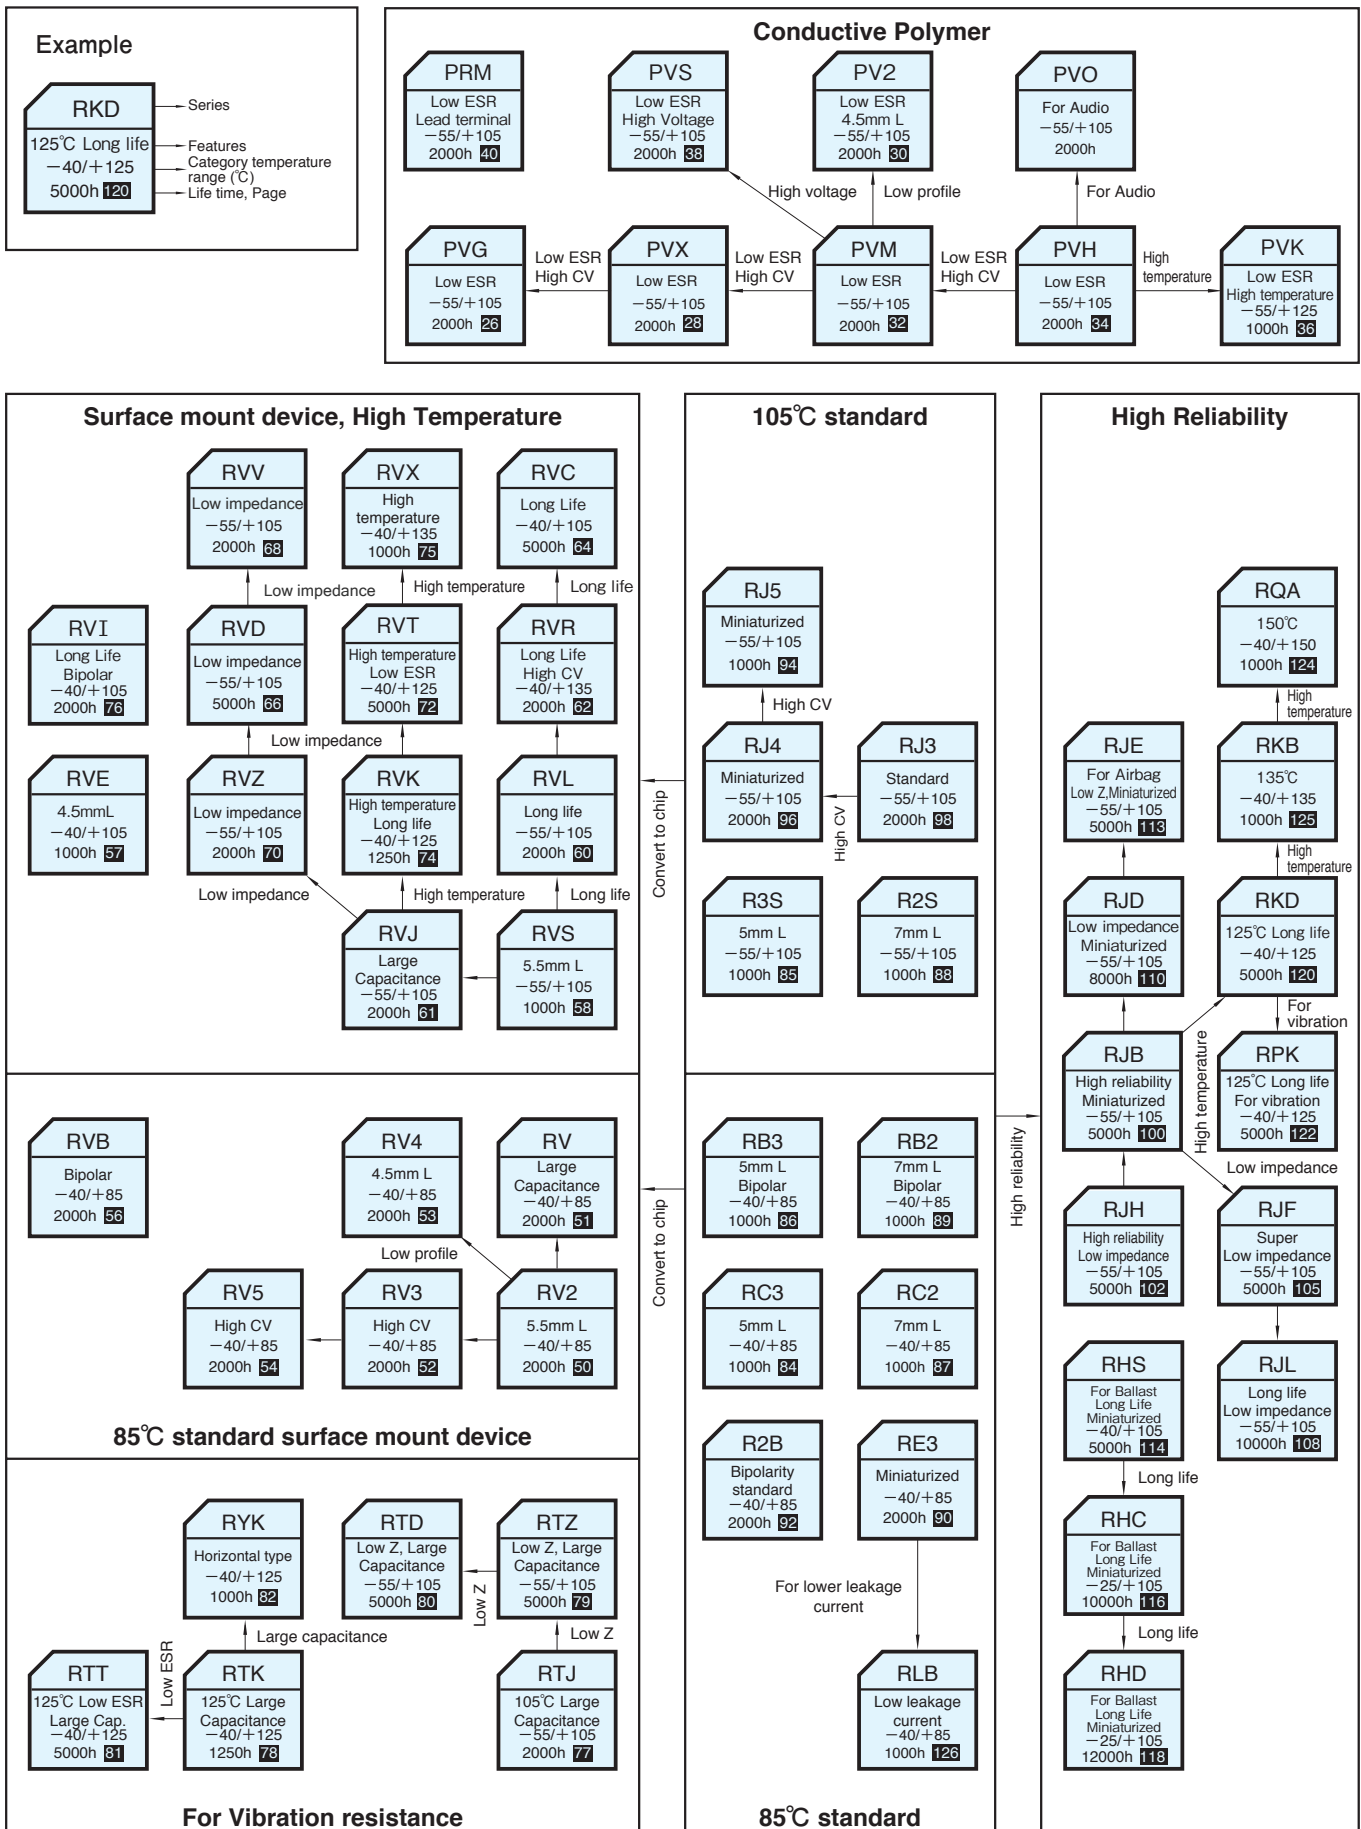 Example
RKD
125℃ Long life
−40/+125
5000h 120
Series
Features
Category temperature
range (℃)
Life time, Page
Conductive Polymer
PRM
Low ESR
Lead terminal
−55/+105
2000h 40
PVS
Low ESR
High Voltage
−55/+105
2000h 38
PV2
Low ESR
4.5mm L
−55/+105
2000h 30
PVO
For Audio
−55/+105
2000h
High voltage
Low profile
For Audio
PVG
Low ESR
−55/+105
2000h 26
Low ESR
High CV
PVX
Low ESR
−55/+105
2000h 28
Low ESR
High CV
PVM
Low ESR
−55/+105
2000h 32
Low ESR
High CV
PVH
Low ESR
−55/+105
2000h 34
High
temperature
PVK
Low ESR
High temperature
−55/+125
1000h 36
Surface mount device, High Temperature
RVV
Low impedance
−55/+105
2000h 68
RVX
High
temperature
−40/+135
1000h 75
RVC
Long Life
−40/+105
5000h 64
Low impedance
High temperature
Long life
RVI
Long Life
Bipolar
−40/+105
2000h 76
RVD
Low impedance
−55/+105
5000h 66
RVT
High temperature
Low ESR
−40/+125
5000h 72
RVR
Long Life
High CV
−40/+135
2000h 62
Low impedance
RVE
4.5mmL
−40/+105
1000h 57
RVZ
Low impedance
−55/+105
2000h 70
RVK
High temperature
Long life
−40/+125
1250h 74
RVL
Long life
−55/+105
2000h 60
Low impedance
High temperature
Long life
RVJ
Large
Capacitance
−55/+105
2000h 61
RVS
5.5mm L
−55/+105
1000h 58
Convert to chip
105℃ standard
RJ5
Miniaturized
−55/+105
1000h 94
High CV
RJ4
Miniaturized
−55/+105
2000h 96
High CV
RJ3
Standard
−55/+105
2000h 98
R3S
5mm L
−55/+105
1000h 85
R2S
7mm L
−55/+105
1000h 88
High Reliability
RQA
150℃
−40/+150
1000h 124
High
temperature
RJE
For Airbag
Low Z,Miniaturized
−55/+105
5000h 113
RKB
135℃
−40/+135
1000h 125
High
temperature
RJD
Low impedance
Miniaturized
−55/+105
8000h 110
RKD
125℃ Long life
−40/+125
5000h 120
For
vibration
High temperature
RJB
High reliability
Miniaturized
−55/+105
5000h 100
RPK
125℃ Long life
For vibration
−40/+125
5000h 122
Low impedance
RJH
High reliability
Low impedance
−55/+105
5000h 102
RJF
Super
Low impedance
−55/+105
5000h 105
RHS
For Ballast
Long Life
Miniaturized
−40/+105
5000h 114
RJL
Long life
Low impedance
−55/+105
10000h 108
Long life
RHC
For Ballast
Long Life
Miniaturized
−25/+105
10000h 116
Long life
RHD
For Ballast
Long Life
Miniaturized
−25/+105
12000h 118
High reliability
RVB
Bipolar
−40/+85
2000h 56
RV4
4.5mm L
−40/+85
2000h 53
RV
Large
Capacitance
−40/+85
2000h 51
Low profile
RV5
High CV
−40/+85
2000h 54
RV3
High CV
−40/+85
2000h 52
RV2
5.5mm L
−40/+85
2000h 50
85℃ standard surface mount device
Convert to chip
RB3
5mm L
Bipolar
−40/+85
1000h 86
RB2
7mm L
Bipolar
−40/+85
1000h 89
RC3
5mm L
−40/+85
1000h 84
RC2
7mm L
−40/+85
1000h 87
R2B
Bipolarity
standard
−40/+85
2000h 92
RE3
Miniaturized
−40/+85
2000h 90
For lower leakage
current
RLB
Low leakage
current
−40/+85
1000h 126
85℃ standard
RYK
Horizontal type
−40/+125
1000h 82
RTD
Low Z, Large
Capacitance
−55/+105
5000h 80
Low Z
RTZ
Low Z, Large
Capacitance
−55/+105
5000h 79
Large capacitance
Low Z
RTT
125℃ Low ESR
Large Cap.
−40/+125
5000h 81
Low ESR
RTK
125℃ Large
Capacitance
−40/+125
1250h 78
RTJ
105℃ Large
Capacitance
−55/+105
2000h 77
For Vibration resistance